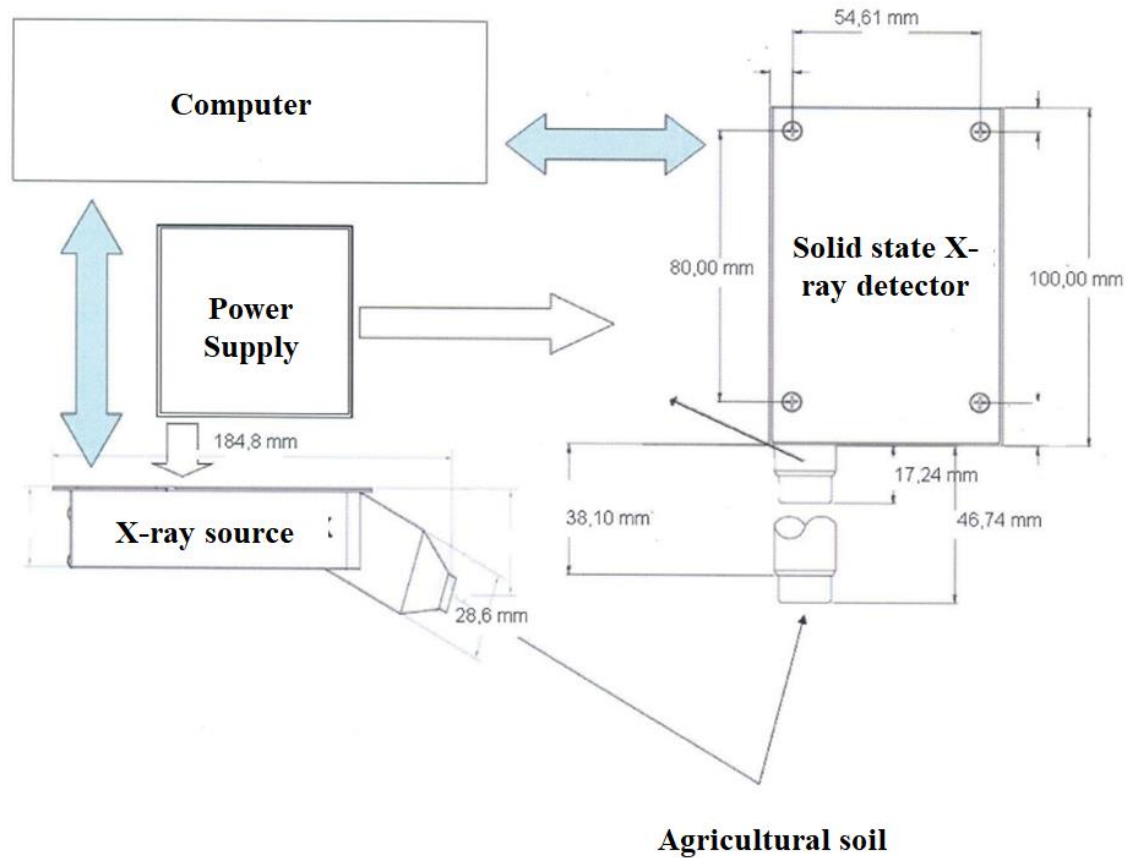 54,61 mm
Computer
Solid state X-
ray detector
80,00 mm
100,00 mm
Power
Supply
184,8 mm
17,24 mm
38,10 mm
46,74 mm
X-ray source
28,6 mm
Agricultural soil